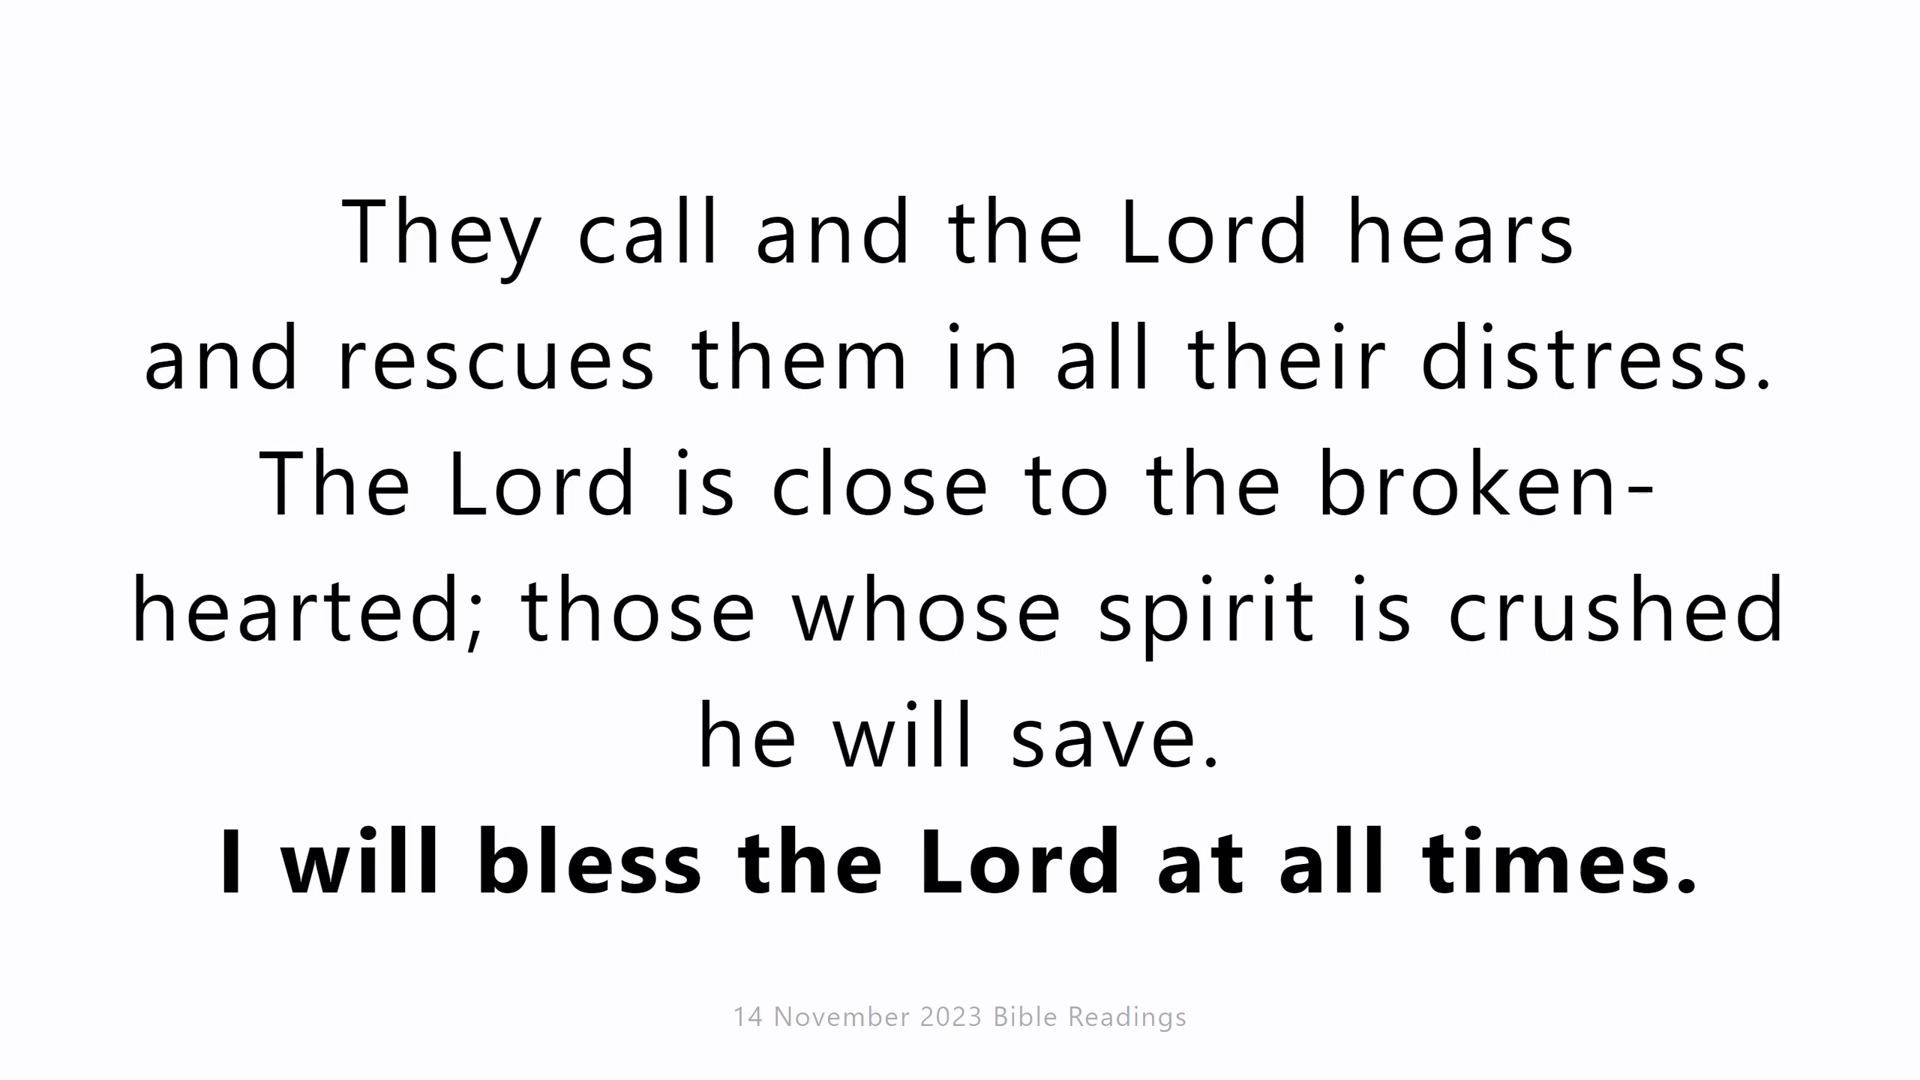 They call and the Lord hears
and rescues them in all their distress.
The Lord is close to the broken-
hearted; those whose spirit is crushed
he will save.
I will bless the Lord at all times.
14 November 2023 Bible Readings